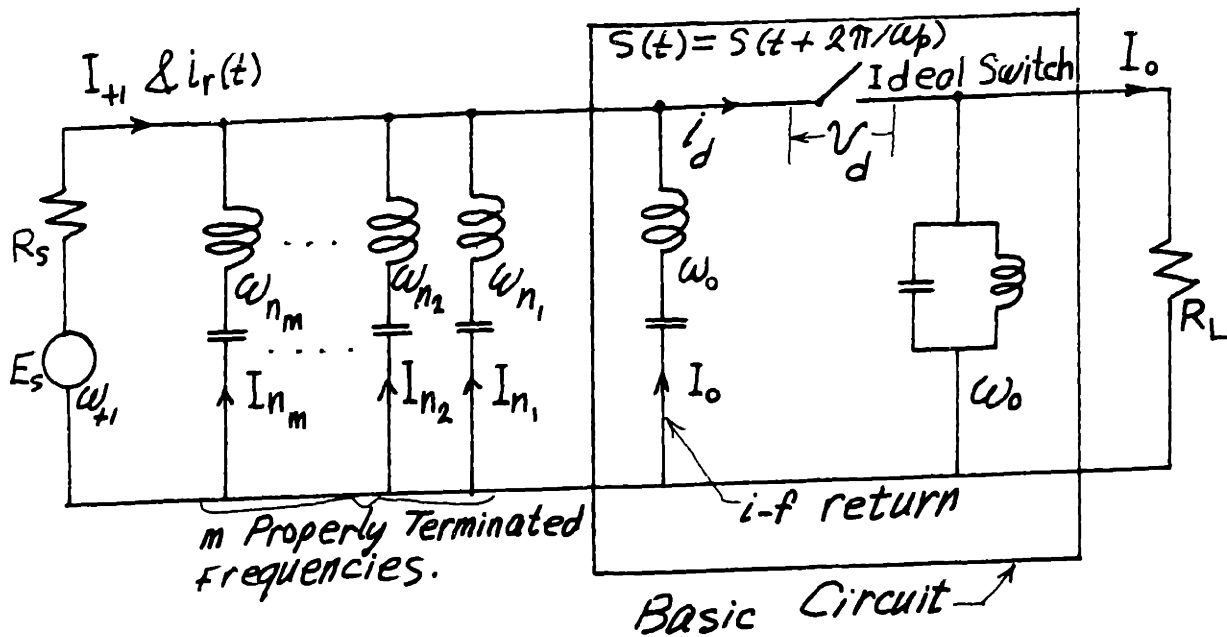 S(t) = S(t + 2π/ωp)
I+1 & ir(t)
Ideal Switch
Io
id
vd
Rs
ωnm
ωn2
ωn1
ωo
RL
Es
ω+1
Inm
In2
In1
Io
ωo
i-f return
m Properly Terminated
Frequencies.
Basic Circuit